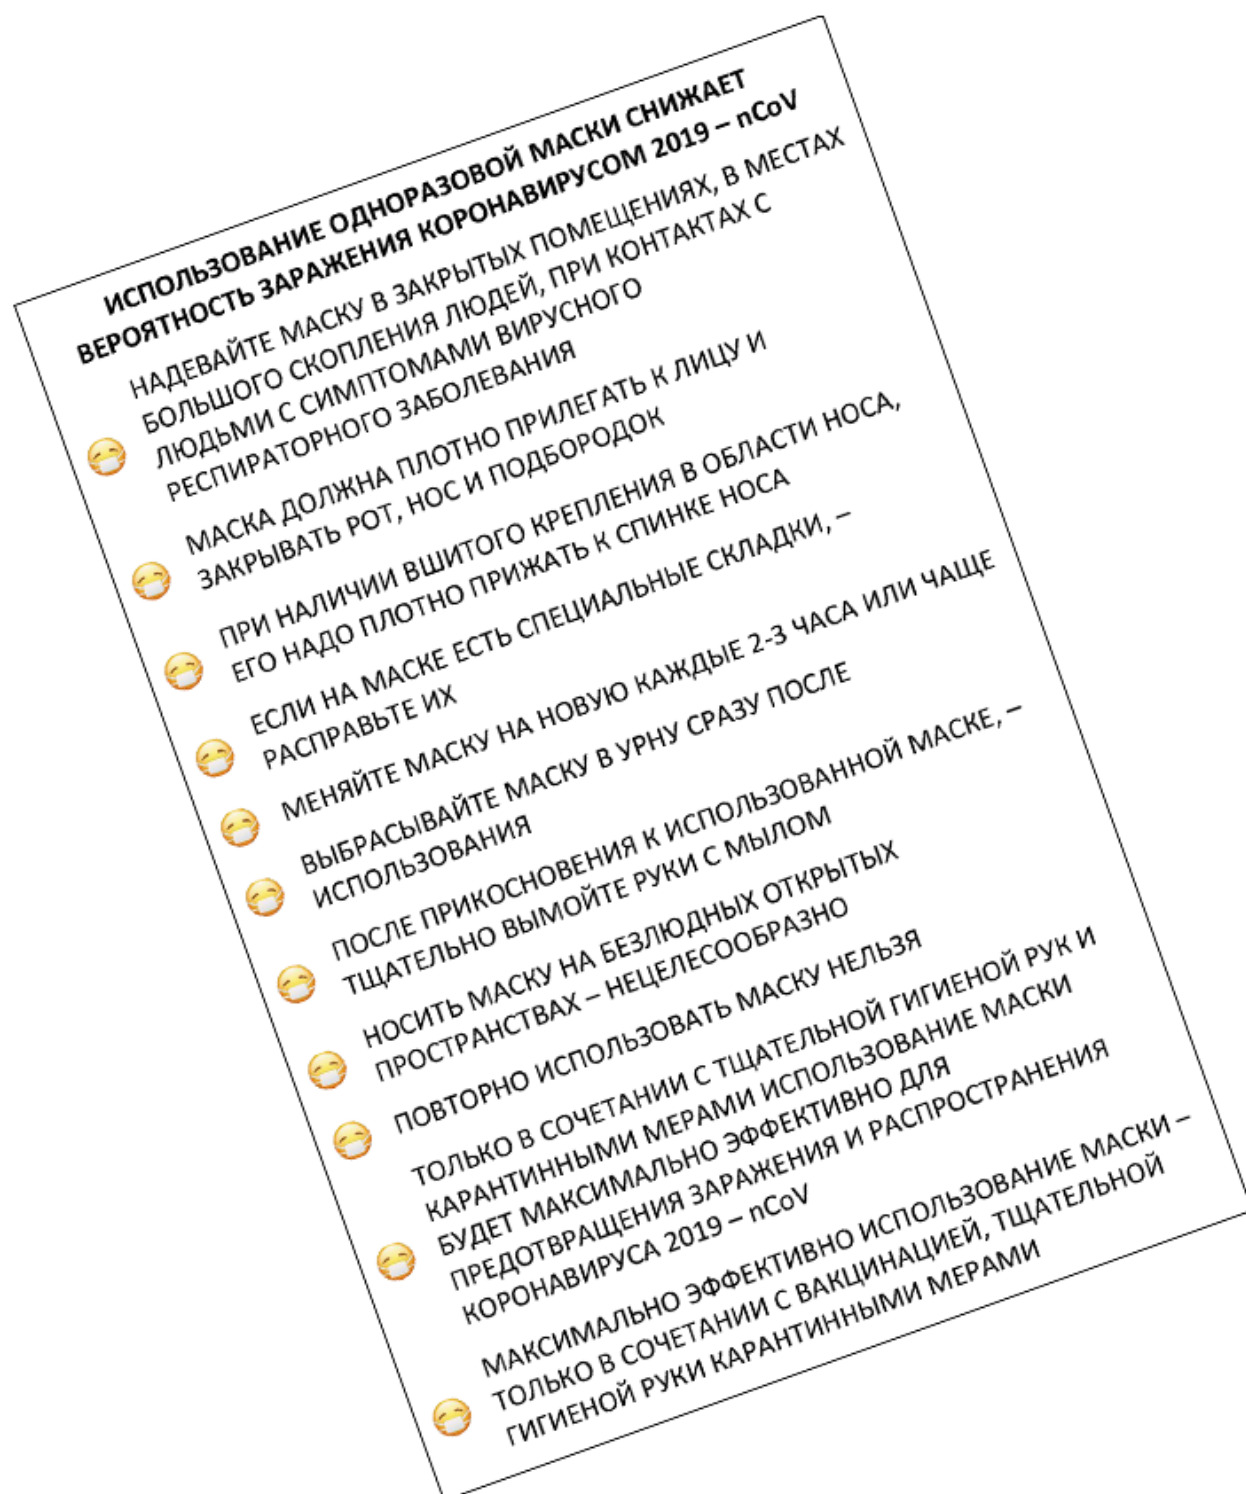 ИСПОЛЬЗОВАНИЕ ОДНОРАЗОВОЙ МАСКИ СНИЖАЕТ
ВЕРОЯТНОСТЬ ЗАРАЖЕНИЯ КОРОНАВИРУСОМ 2019 – nCoV
НАДЕВАЙТЕ МАСКУ В ЗАКРЫТЫХ ПОМЕЩЕНИЯХ, В МЕСТАХ
БОЛЬШОГО СКОПЛЕНИЯ ЛЮДЕЙ, ПРИ КОНТАКТАХ С
ЛЮДЬМИ С СИМПТОМАМИ ВИРУСНОГО
РЕСПИРАТОРНОГО ЗАБОЛЕВАНИЯ
МАСКА ДОЛЖНА ПЛОТНО ПРИЛЕГАТЬ К ЛИЦУ И
ЗАКРЫВАТЬ РОТ, НОС И ПОДБОРОДОК
ПРИ НАЛИЧИИ ВШИТОГО КРЕПЛЕНИЯ В ОБЛАСТИ НОСА,
ЕГО НАДО ПЛОТНО ПРИЖАТЬ К СПИНКЕ НОСА
ЕСЛИ НА МАСКЕ ЕСТЬ СПЕЦИАЛЬНЫЕ СКЛАДКИ, –
РАСПРАВЬТЕ ИХ
МЕНЯЙТЕ МАСКУ НА НОВУЮ КАЖДЫЕ 2-3 ЧАСА ИЛИ ЧАЩЕ
ВЫБРАСЫВАЙТЕ МАСКУ В УРНУ СРАЗУ ПОСЛЕ
ИСПОЛЬЗОВАНИЯ
ПОСЛЕ ПРИКОСНОВЕНИЯ К ИСПОЛЬЗОВАННОЙ МАСКЕ, –
ТЩАТЕЛЬНО ВЫМОЙТЕ РУКИ С МЫЛОМ
НОСИТЬ МАСКУ НА БЕЗЛЮДНЫХ ОТКРЫТЫХ
ПРОСТРАНСТВАХ – НЕЦЕЛЕСООБРАЗНО
ПОВТОРНО ИСПОЛЬЗОВАТЬ МАСКУ НЕЛЬЗЯ
ТОЛЬКО В СОЧЕТАНИИ С ТЩАТЕЛЬНОЙ ГИГИЕНОЙ РУК И
КАРАНТИННЫМИ МЕРАМИ ИСПОЛЬЗОВАНИЕ МАСКИ
БУДЕТ МАКСИМАЛЬНО ЭФФЕКТИВНО ДЛЯ
ПРЕДОТВРАЩЕНИЯ ЗАРАЖЕНИЯ И РАСПРОСТРАНЕНИЯ
КОРОНАВИРУСА 2019 – nCoV
МАКСИМАЛЬНО ЭФФЕКТИВНО ИСПОЛЬЗОВАНИЕ МАСКИ –
ТОЛЬКО В СОЧЕТАНИИ С ВАКЦИНАЦИЕЙ, ТЩАТЕЛЬНОЙ
ГИГИЕНОЙ РУКИ КАРАНТИННЫМИ МЕРАМИ